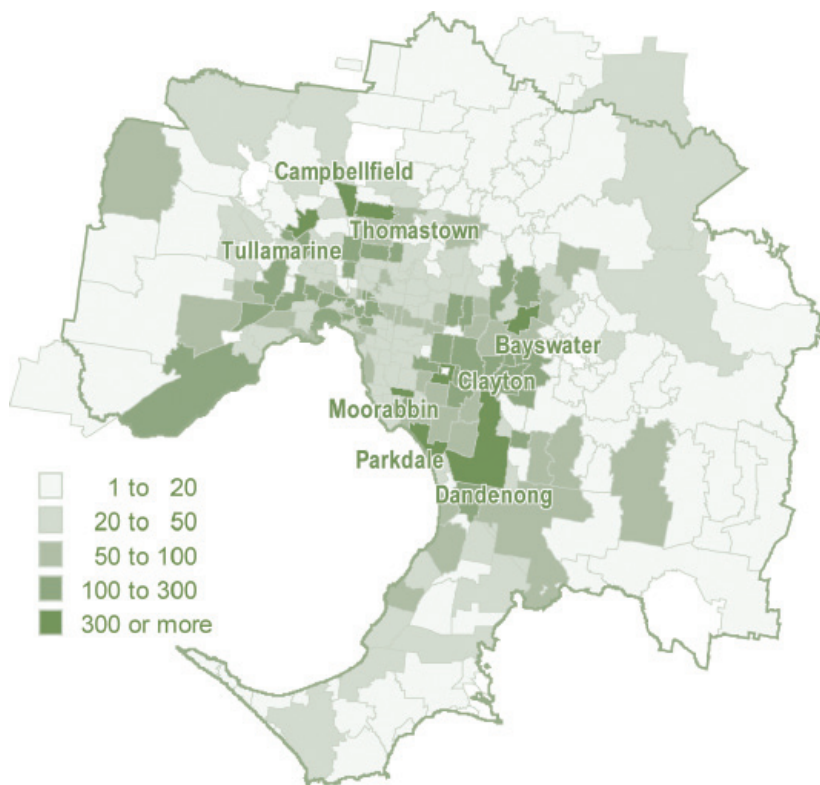 Campbellfield
Thomastown
Tullamarine
Bayswater
Clayton
Moorabbin
Parkdale
Dandenong
1 to 20
20 to 50
50 to 100
100 to 300
300 or more